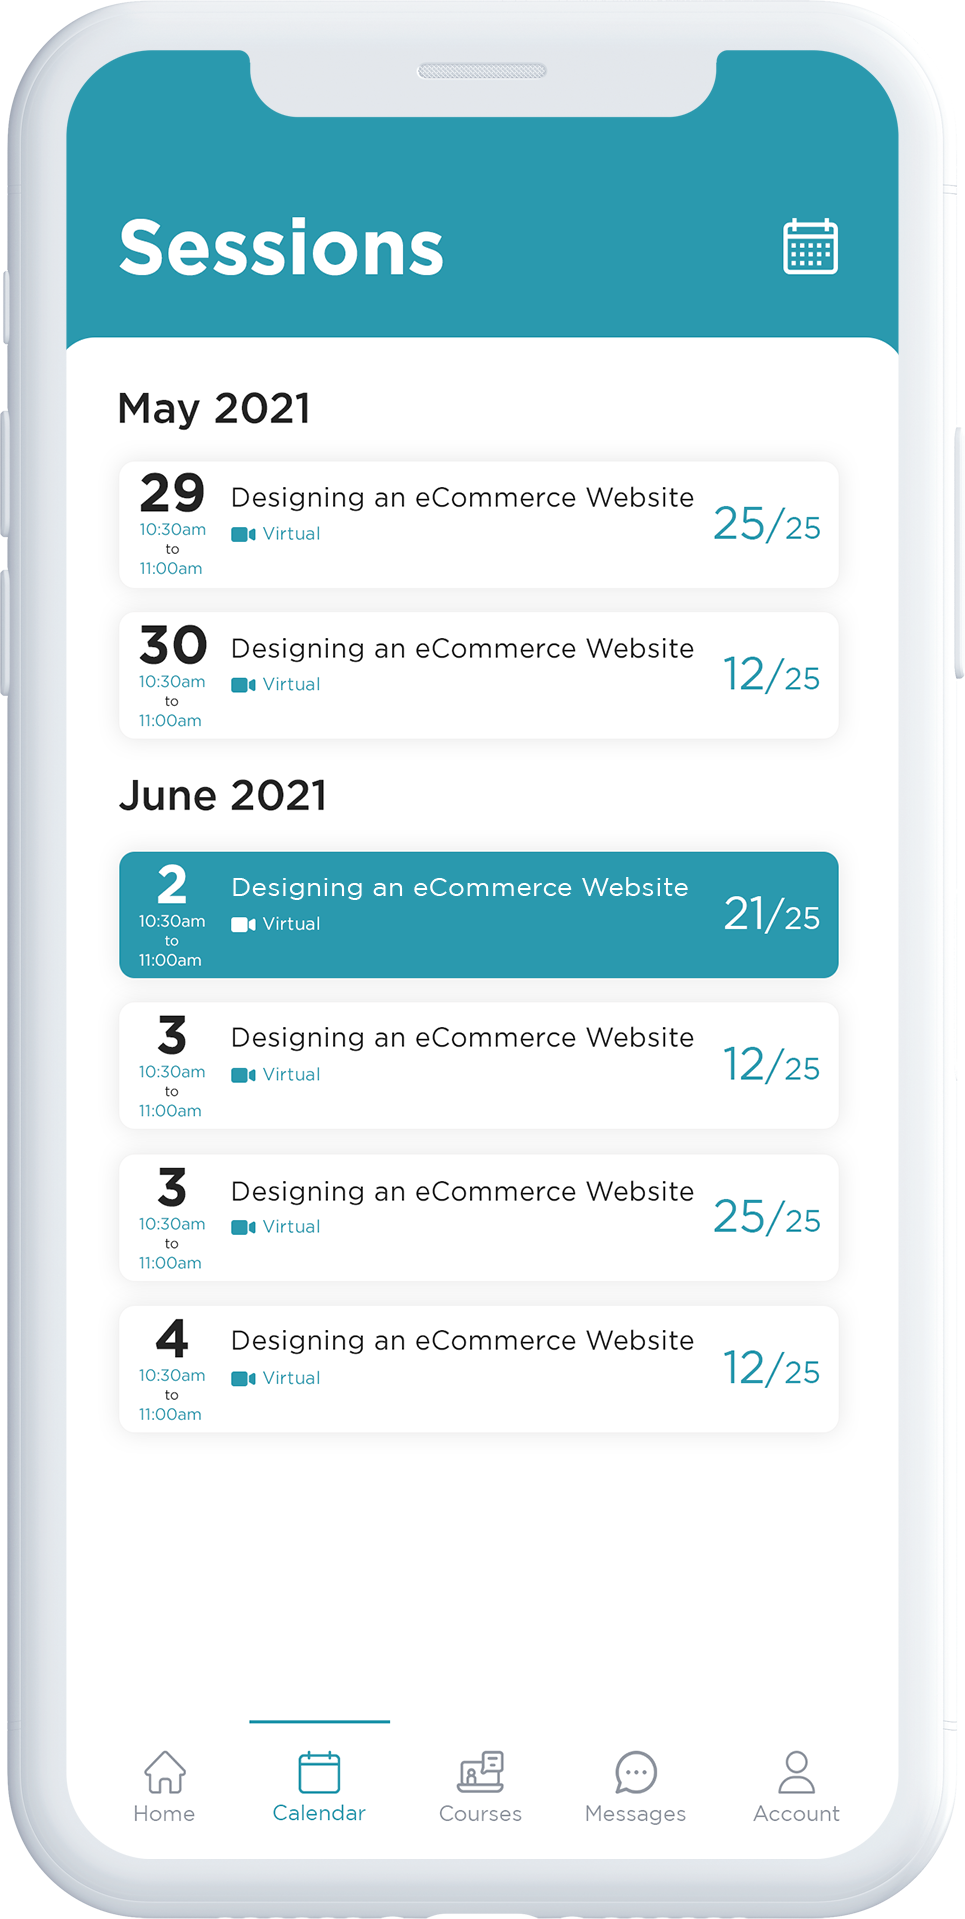 Sessions
May 2021
29
10:30am
to
11:00am
Designing an eCommerce Website
Virtual
25/25
30
10:30am
to
11:00am
Designing an eCommerce Website
Virtual
12/25
June 2021
2
10:30am
to
11:00am
Designing an eCommerce Website
Virtual
21/25
3
10:30am
to
11:00am
Designing an eCommerce Website
Virtual
12/25
3
10:30am
to
11:00am
Designing an eCommerce Website
Virtual
25/25
4
10:30am
to
11:00am
Designing an eCommerce Website
Virtual
12/25
Home
Calendar
Courses
Messages
Account